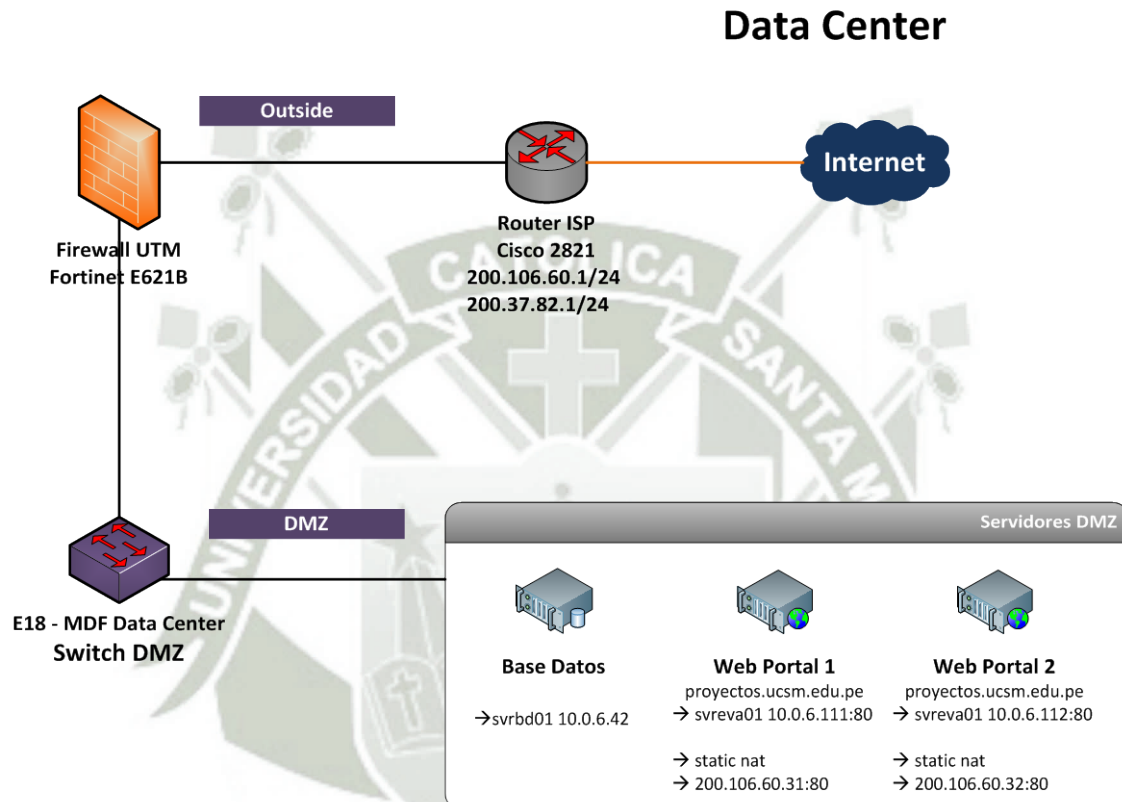 Data Center
Outside
Internet
Firewall UTM
Fortinet E621B
Router ISP
Cisco 2821
200.106.60.1/24
200.37.82.1/24
UNIVERSIDAD CATOLICA SANTA M
DMZ
Servidores DMZ
E18 - MDF Data Center
Switch DMZ
Base Datos
→svrbd01 10.0.6.42
Web Portal 1
proyectos.ucsm.edu.pe
→ svreva01 10.0.6.111:80
→ static nat
→ 200.106.60.31:80
Web Portal 2
proyectos.ucsm.edu.pe
→ svreva01 10.0.6.112:80
→ static nat
→ 200.106.60.32:80